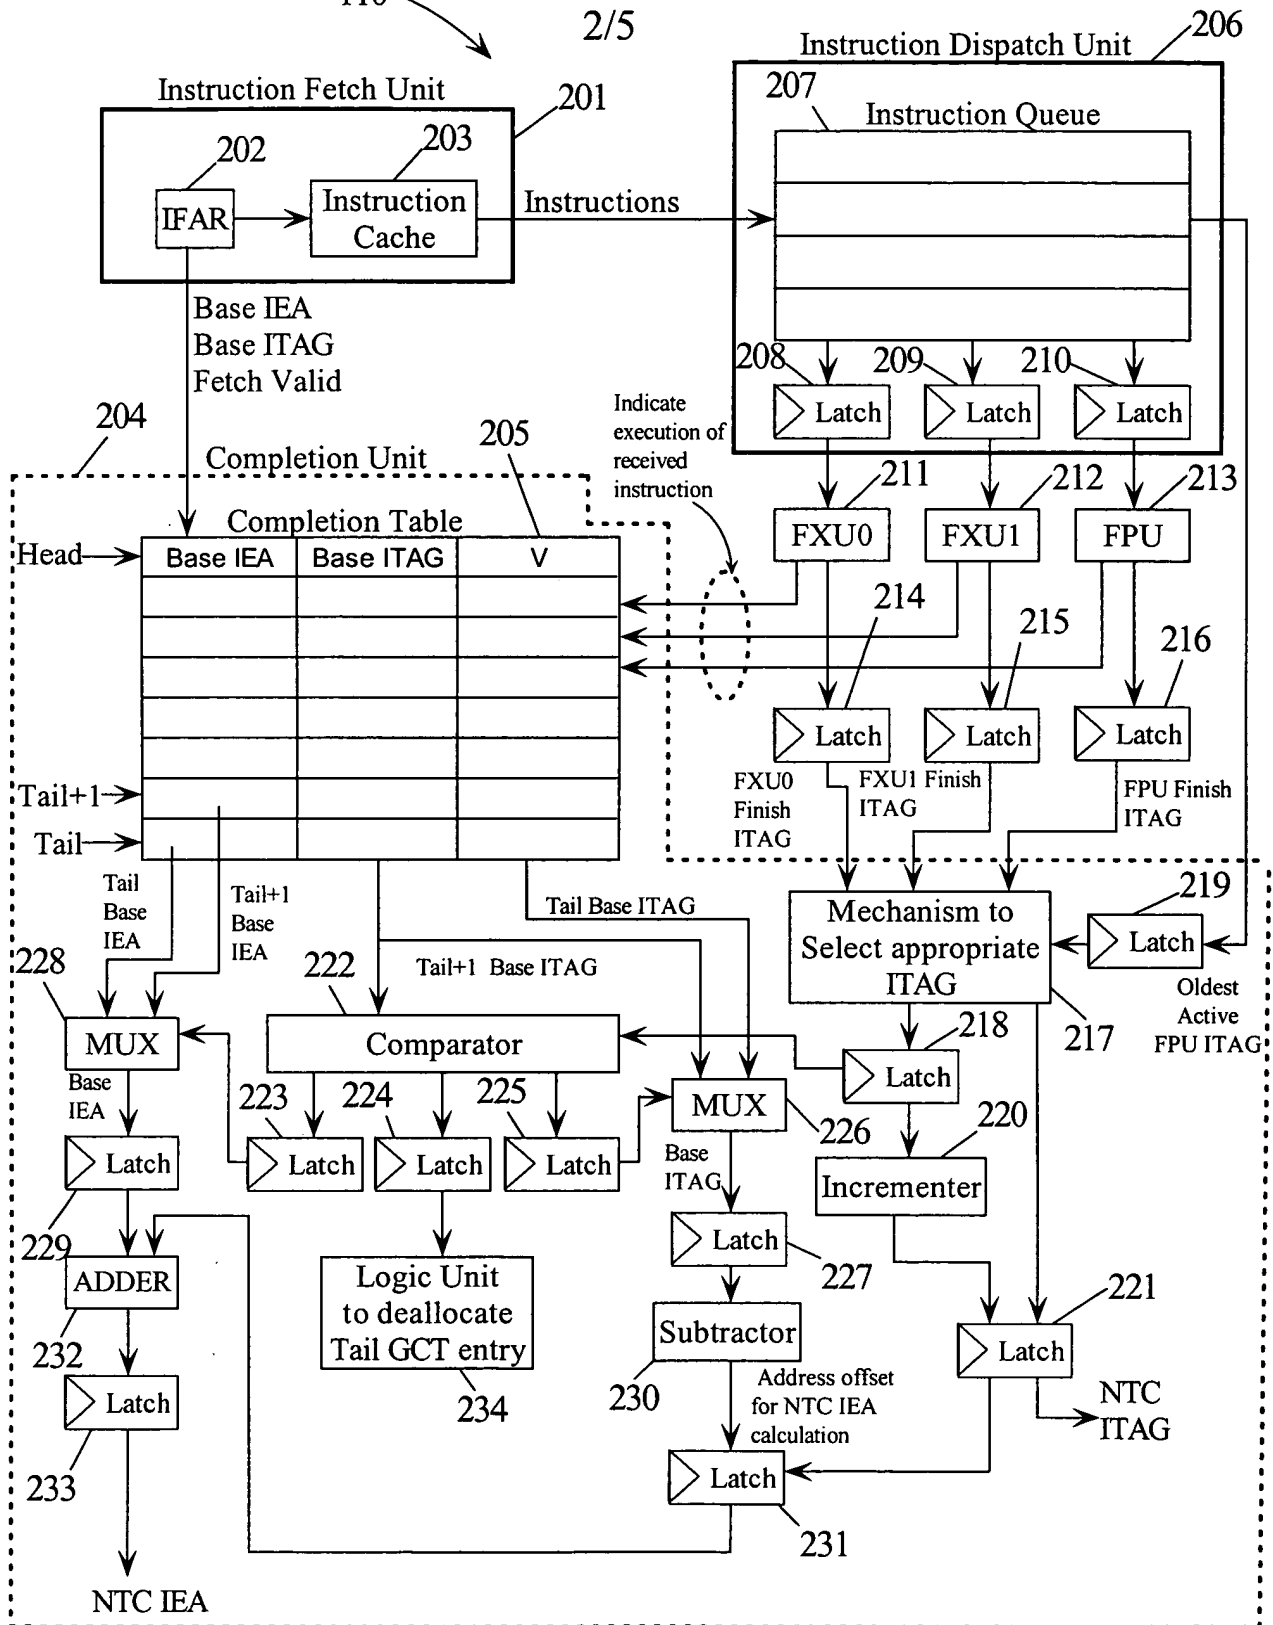 110
2/5
206
Instruction Dispatch Unit
Instruction Fetch Unit
201
207
Instruction Queue
202
203
IFAR
Instruction
Cache
Instructions
Base IEA
Base ITAG
Fetch Valid
208
209
210
Latch
Latch
Latch
204
205
Indicate
execution of
received
instruction
Completion Unit
211
212
213
Completion Table
FXU0
FXU1
FPU
Head
Base IEA
Base ITAG
V
214
215
216
Latch
Latch
Latch
Tail+1
Tail
FXU0
Finish
ITAG
FXU1 Finish
ITAG
FPU Finish
ITAG
Tail
Base
IEA
Tail+1
Base
IEA
Tail Base ITAG
Tail+1 Base ITAG
Mechanism to
Select appropriate
ITAG
219
Latch
Oldest
Active
FPU ITAG
217
218
228
222
MUX
Comparator
Latch
Base
IEA
223
224
225
MUX
226
220
Latch
Latch
Latch
Latch
Base
ITAG
Incrementer
229
Latch
227
ADDER
Logic Unit
to deallocate
Tail GCT entry
Subtractor
221
Latch
232
234
230
Address offset
for NTC IEA
calculation
NTC
ITAG
Latch
233
Latch
231
NTC IEA